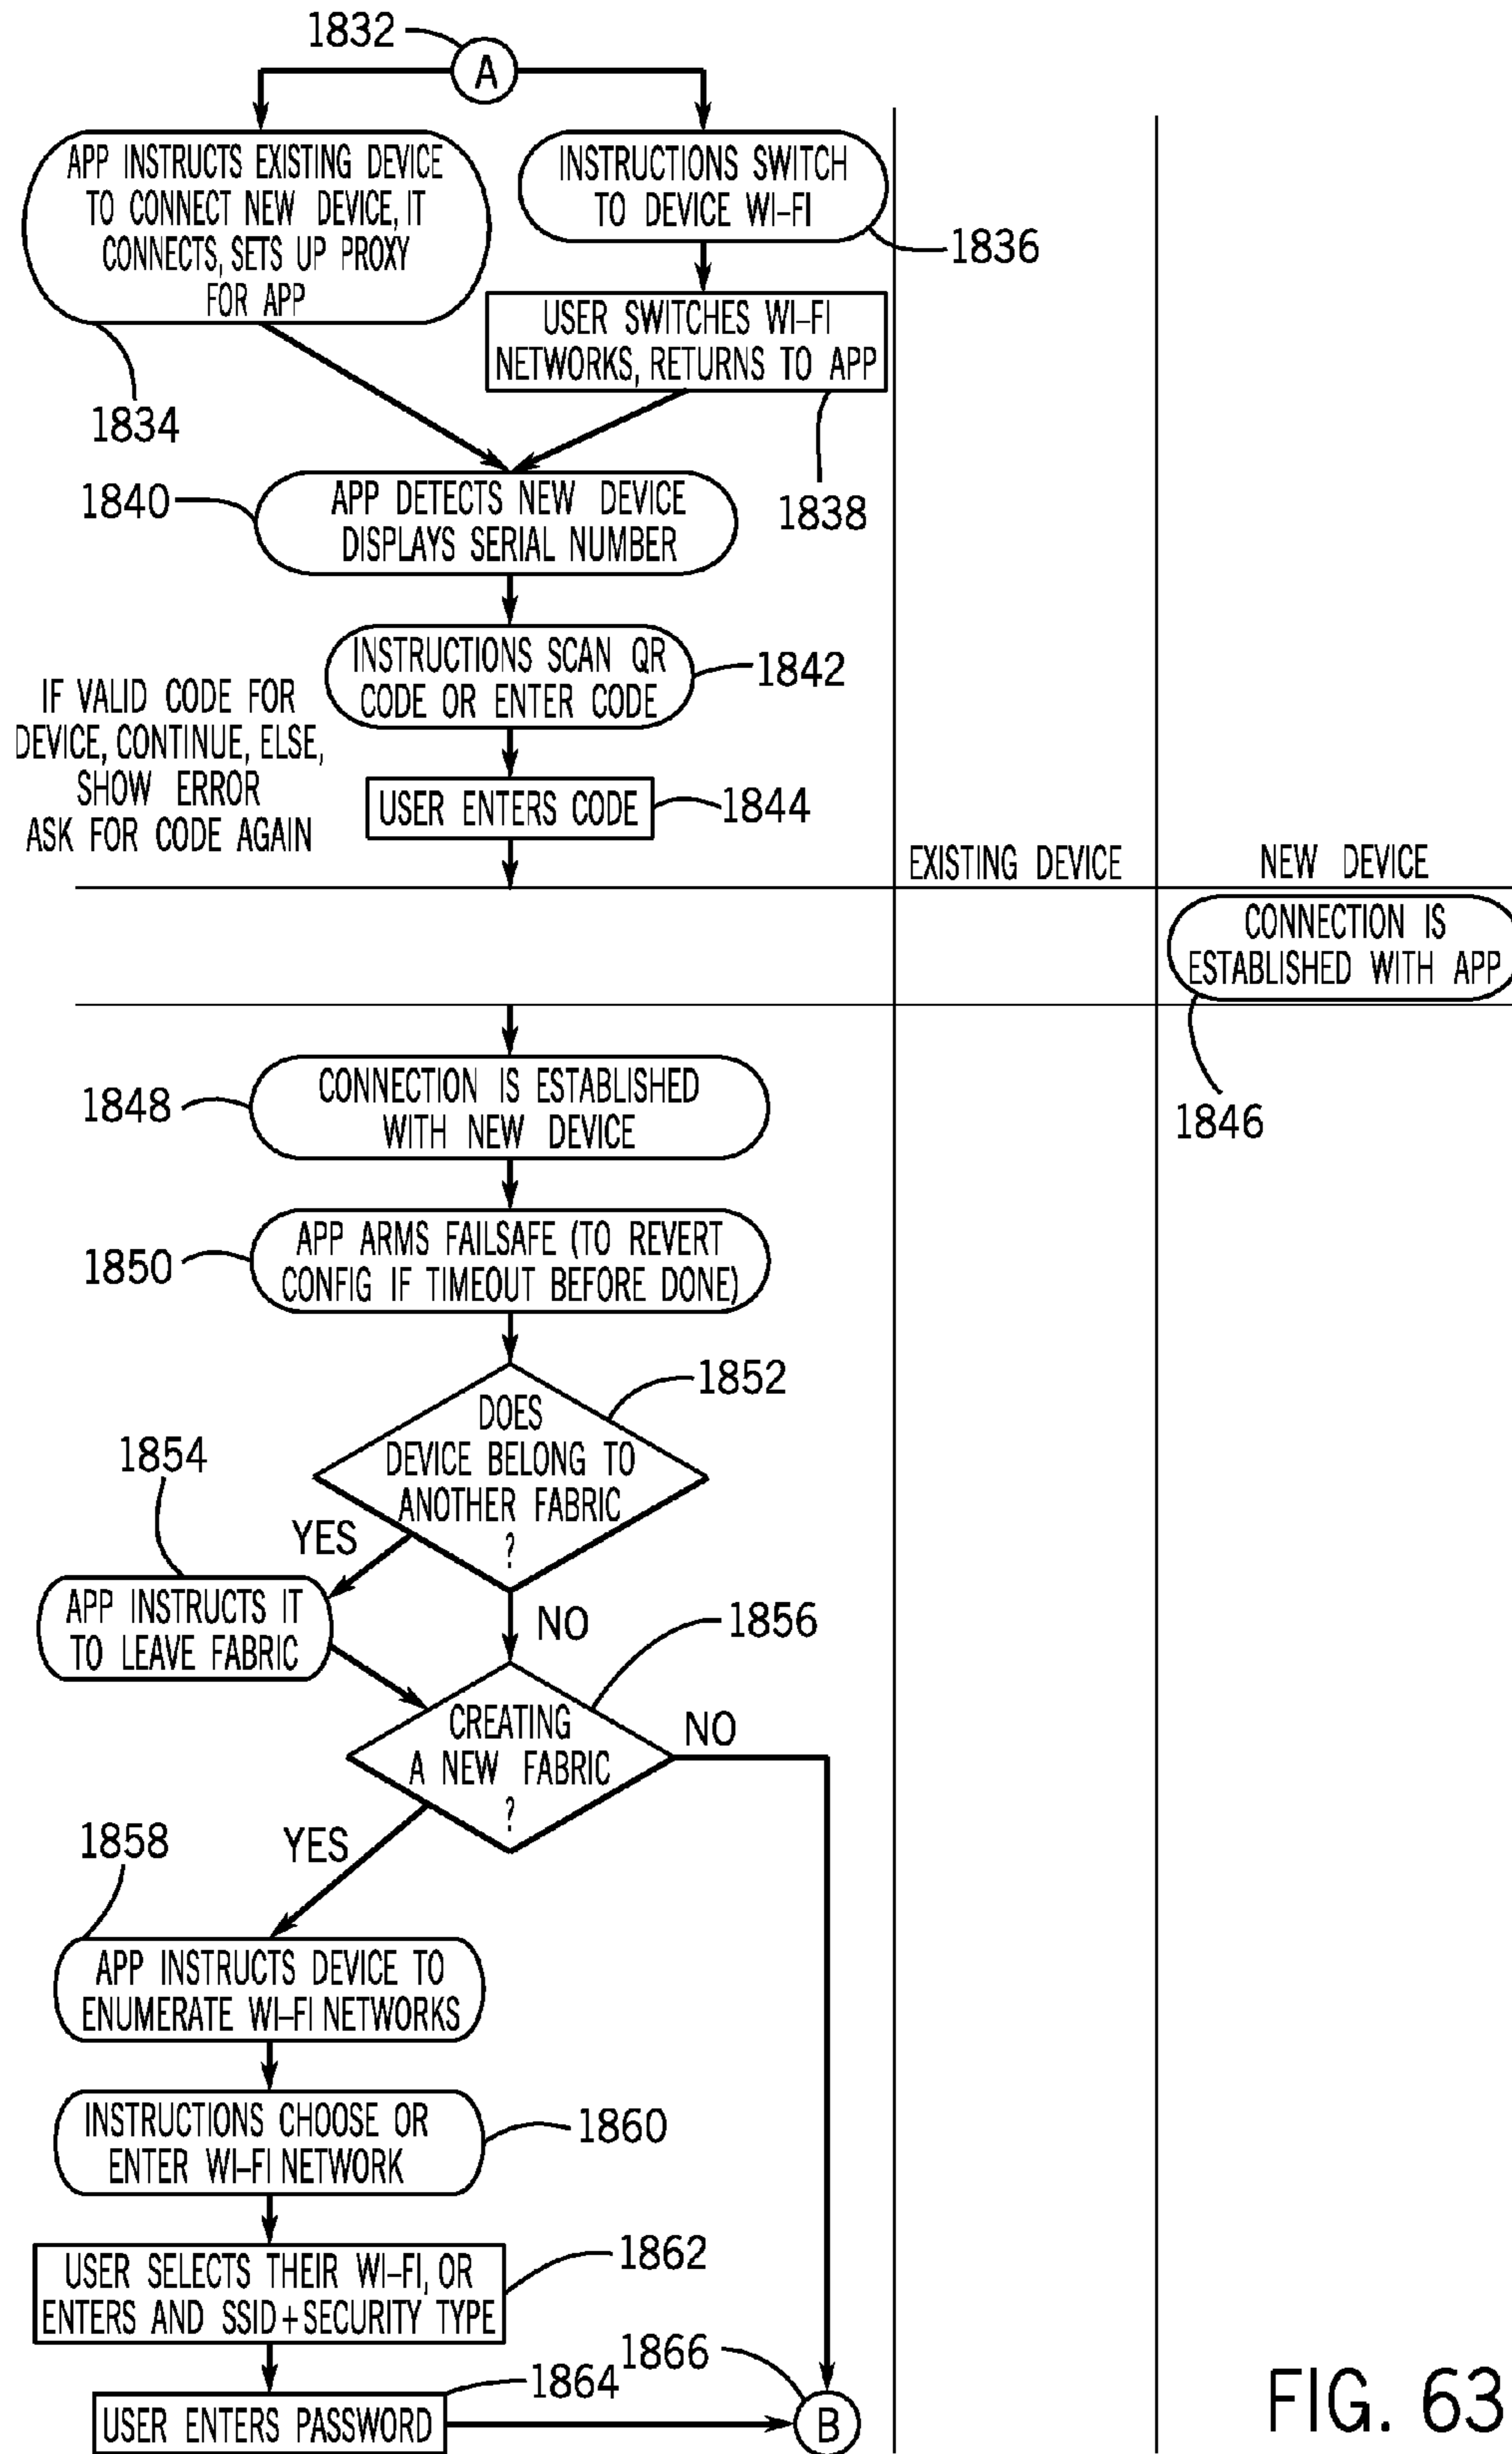 1832
A
APP INSTRUCTS EXISTING DEVICE
TO CONNECT NEW DEVICE, IT
CONNECTS, SETS UP PROXY
FOR APP
1834
INSTRUCTIONS SWITCH
TO DEVICE WI-FI
1836
USER SWITCHES WI-FI
NETWORKS, RETURNS TO APP
1838
1840
APP DETECTS NEW DEVICE
DISPLAYS SERIAL NUMBER
INSTRUCTIONS SCAN QR
CODE OR ENTER CODE
1842
IF VALID CODE FOR
DEVICE, CONTINUE, ELSE,
SHOW ERROR
ASK FOR CODE AGAIN
USER ENTERS CODE
1844
EXISTING DEVICE
NEW DEVICE
CONNECTION IS
ESTABLISHED WITH APP
1846
1848
CONNECTION IS ESTABLISHED
WITH NEW DEVICE
1850
APP ARMS FAILSAFE (TO REVERT
CONFIG IF TIMEOUT BEFORE DONE)
1852
DOES
DEVICE BELONG TO
ANOTHER FABRIC
?
1854
YES
APP INSTRUCTS IT
TO LEAVE FABRIC
NO
1856
CREATING
A NEW FABRIC
?
NO
1858
YES
APP INSTRUCTS DEVICE TO
ENUMERATE WI-FI NETWORKS
INSTRUCTIONS CHOOSE OR
ENTER WI-FI NETWORK
1860
USER SELECTS THEIR WI-FI, OR
ENTERS AND SSID+SECURITY TYPE
1862
USER ENTERS PASSWORD
1864
1866
B
FIG. 63